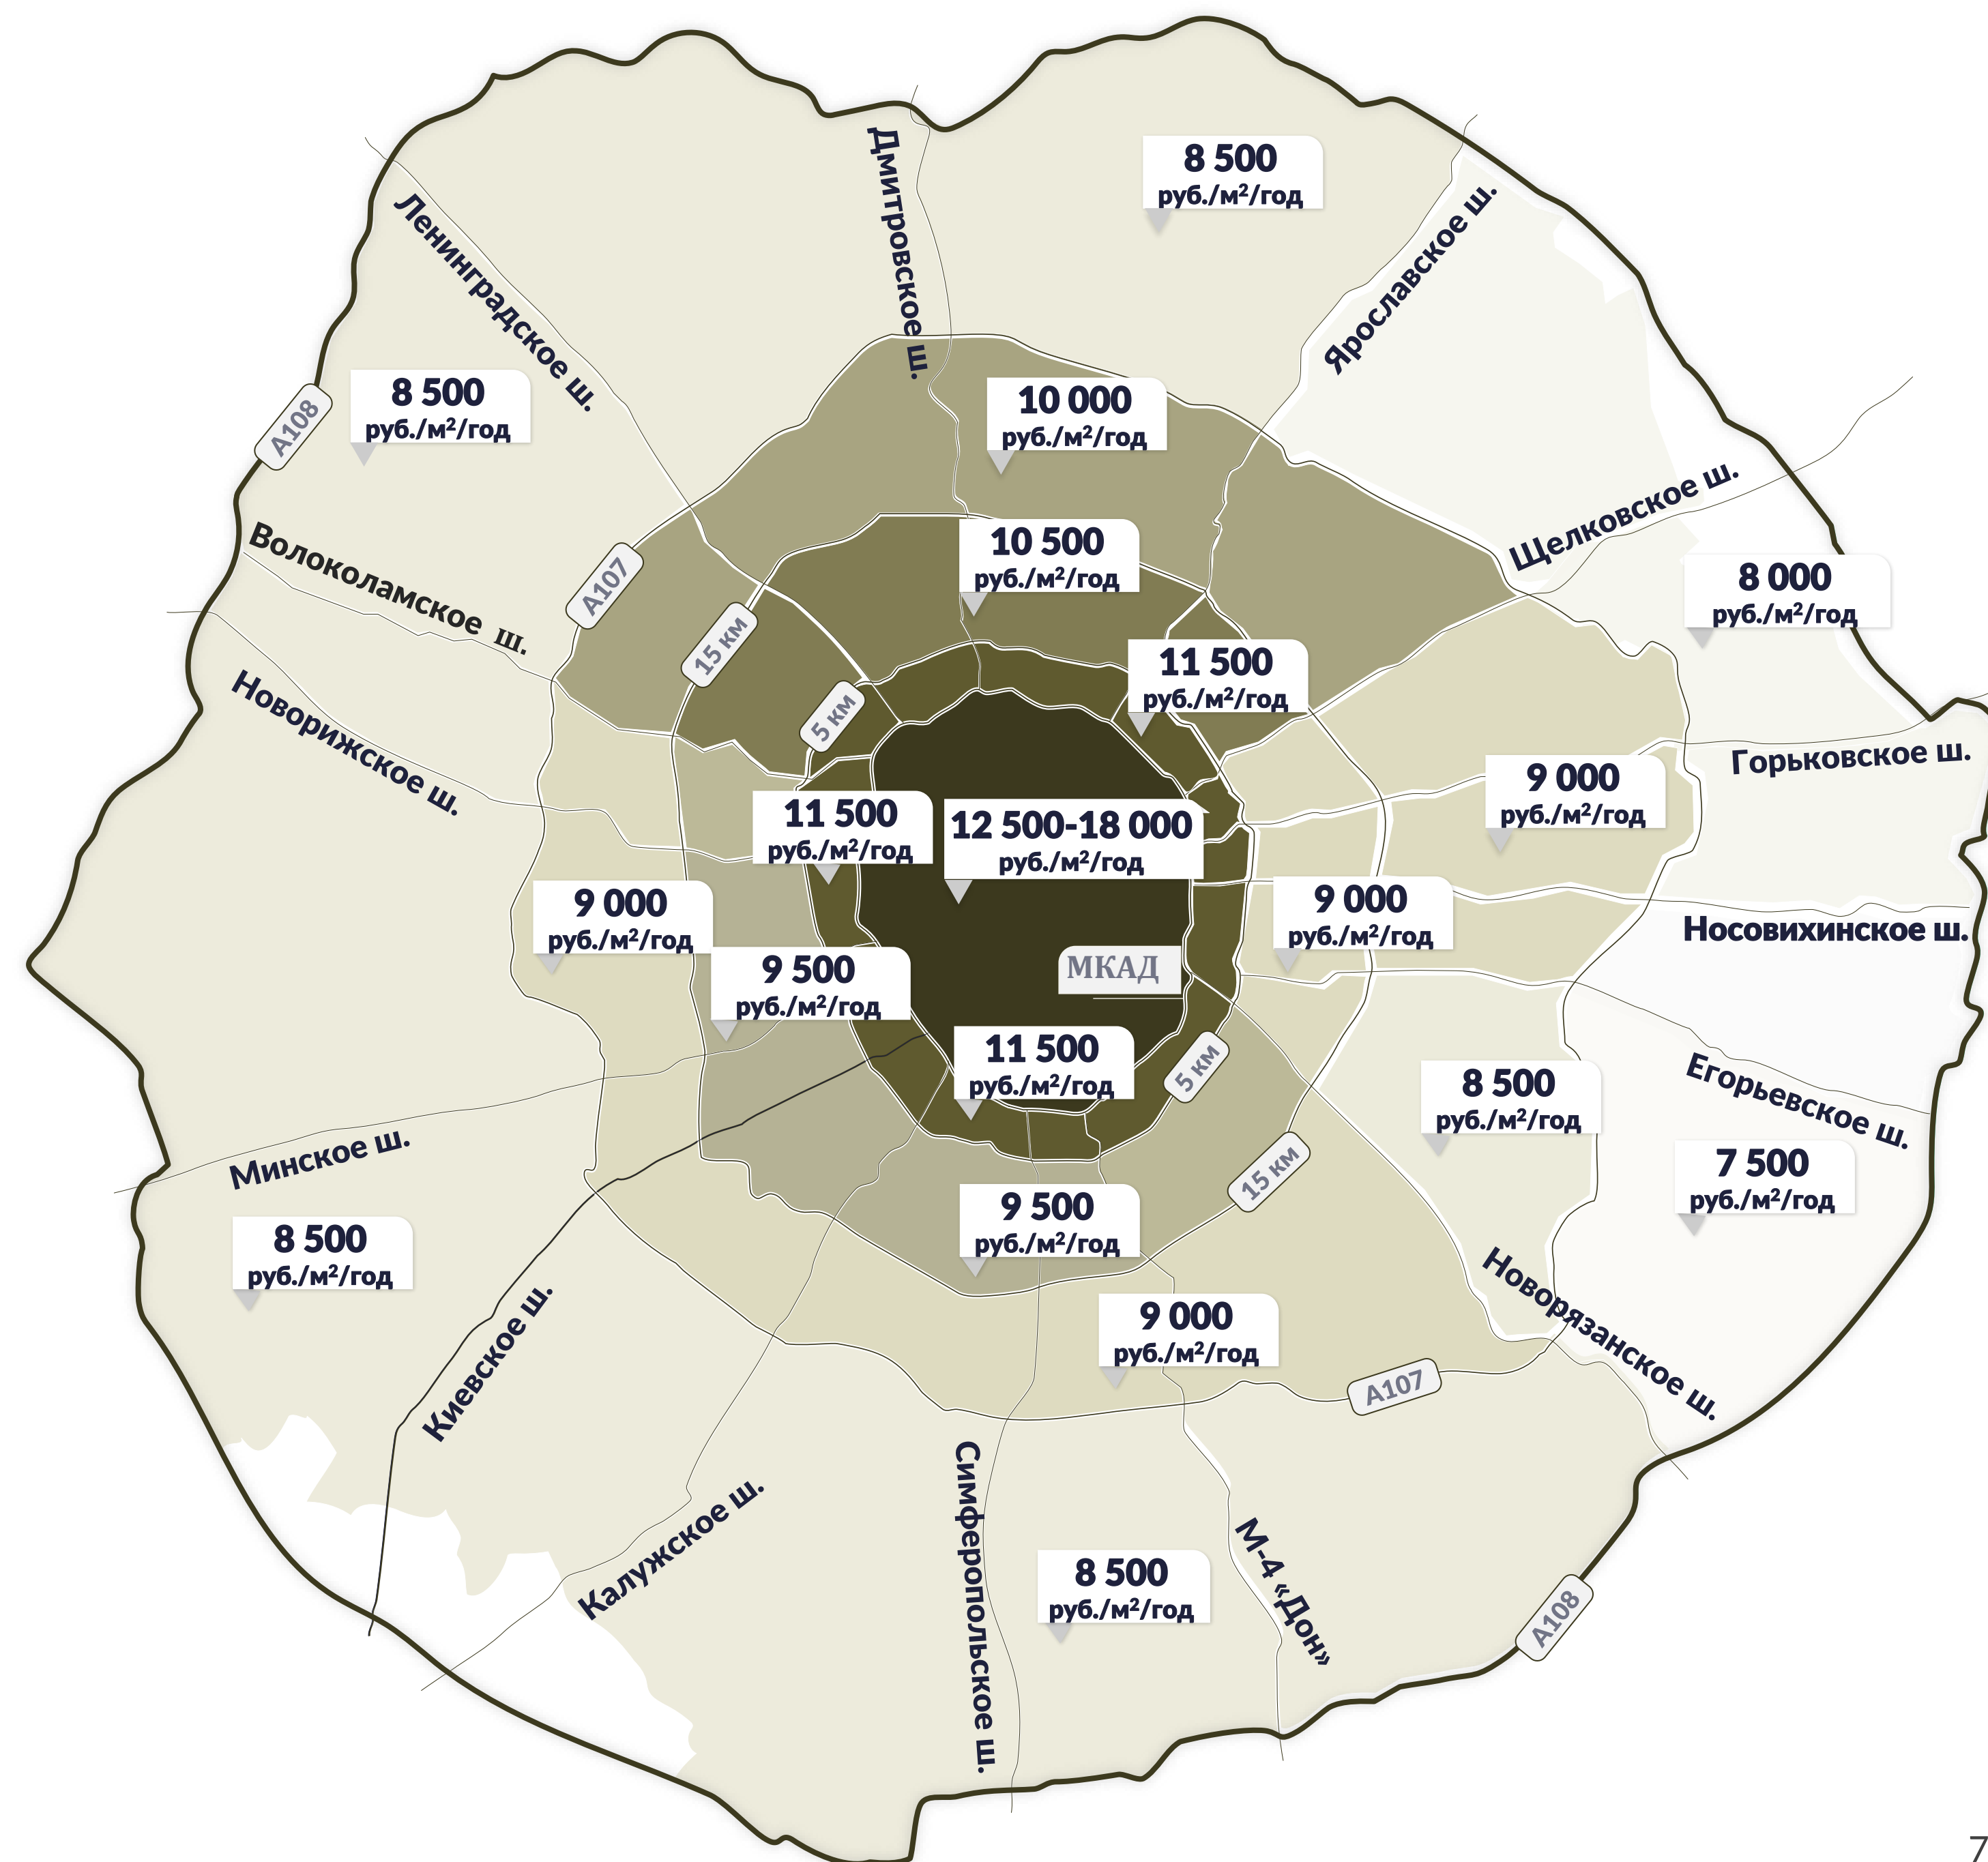 Дмитровское ш.
8 500
руб./м²/год
Ленинградское ш.
Ярославское ш.
8 500
руб./м²/год
А108
10 000
руб./м²/год
Щелковское ш.
Волоколамское ш.
А107
10 500
руб./м²/год
8 000
руб./м²/год
15 км
11 500
руб./м²/год
5 км
Новорижское ш.
Горьковское ш.
9 000
руб./м²/год
11 500
руб./м²/год
12 500-18 000
руб./м²/год
9 000
руб./м²/год
9 000
руб./м²/год
Носовихинское ш.
9 500
руб./м²/год
МКАД
11 500
руб./м²/год
5 км
8 500
руб./м²/год
Егорьевское ш.
Минское ш.
15 км
7 500
руб./м²/год
8 500
руб./м²/год
9 500
руб./м²/год
Киевское ш.
9 000
руб./м²/год
Новорязанское ш.
А107
Калужское ш.
Симферопольское ш.
8 500
руб./м²/год
М-4 «Дон»
А108
7